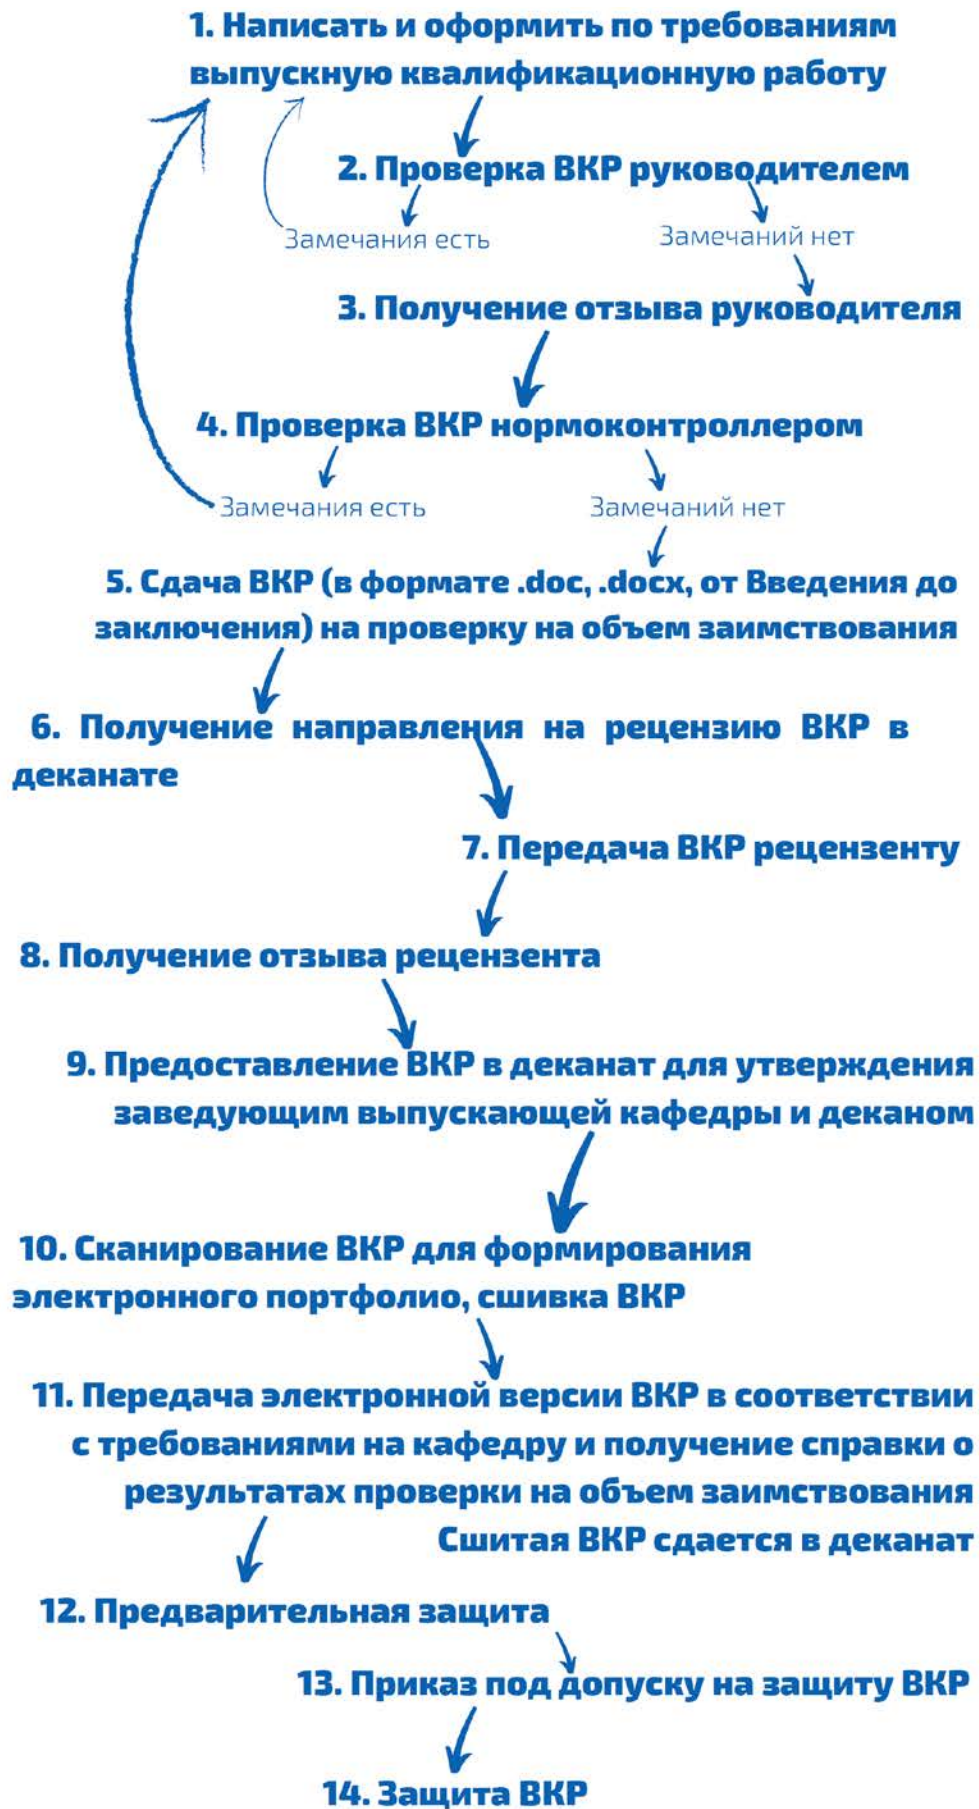 1. Написать и оформить по требованиям
выпускную квалификационную работу
2. Проверка ВКР руководителем
Замечания есть
Замечаний нет
3. Получение отзыва руководителя
4. Проверка ВКР нормоконтроллером
Замечания есть
Замечаний нет
5. Сдача ВКР (в формате .doc, .docx, от Введения до
заключения) на проверку на объем заимствования
6. Получение направления на рецензию ВКР в
деканате
7. Передача ВКР рецензенту
8. Получение отзыва рецензента
9. Предоставление ВКР в деканат для утверждения
заведующим выпускающей кафедры и деканом
10. Сканирование ВКР для формирования
электронного портфолио, сшивка ВКР
11. Передача электронной версии ВКР в соответствии
с требованиями на кафедру и получение справки о
результатах проверки на объем заимствования
Сшитая ВКР сдается в деканат
12. Предварительная защита
13. Приказ под допуску на защиту ВКР
14. Защита ВКР